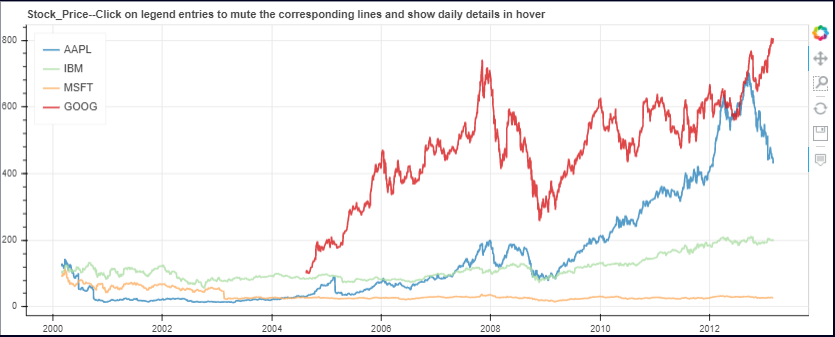 Stock_Price--Click on legend entries to mute the corresponding lines and show daily details in hover
800
AAPL
IBM
MSFT
GOOG
600
400
200
0
2000 2002 2004 2006 2008 2010 2012